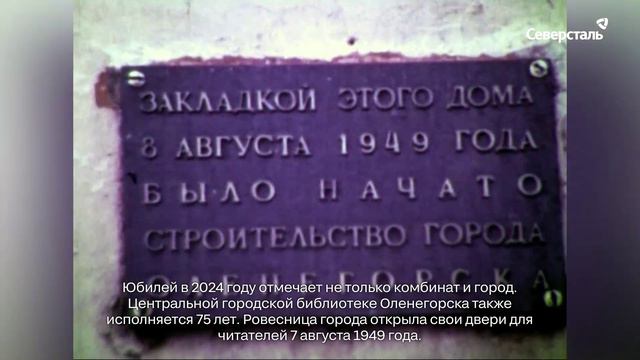 Северсталь
ЗАКЛАДКОЙ ЭТОГО ДОМА
8 АВГУСТА 1949 ГОДА
БЫЛО НАЧАТО
СТРОИТЕЛЬСТВО ГОРОДА
ОЛЕНЕГОРСКА
Юбилей в 2024 году отмечает не только комбинат и город.
Центральной городской библиотеке Оленегорска также
исполняется 75 лет. Ровесница города открыла свои двери для
читателей 7 августа 1949 года.